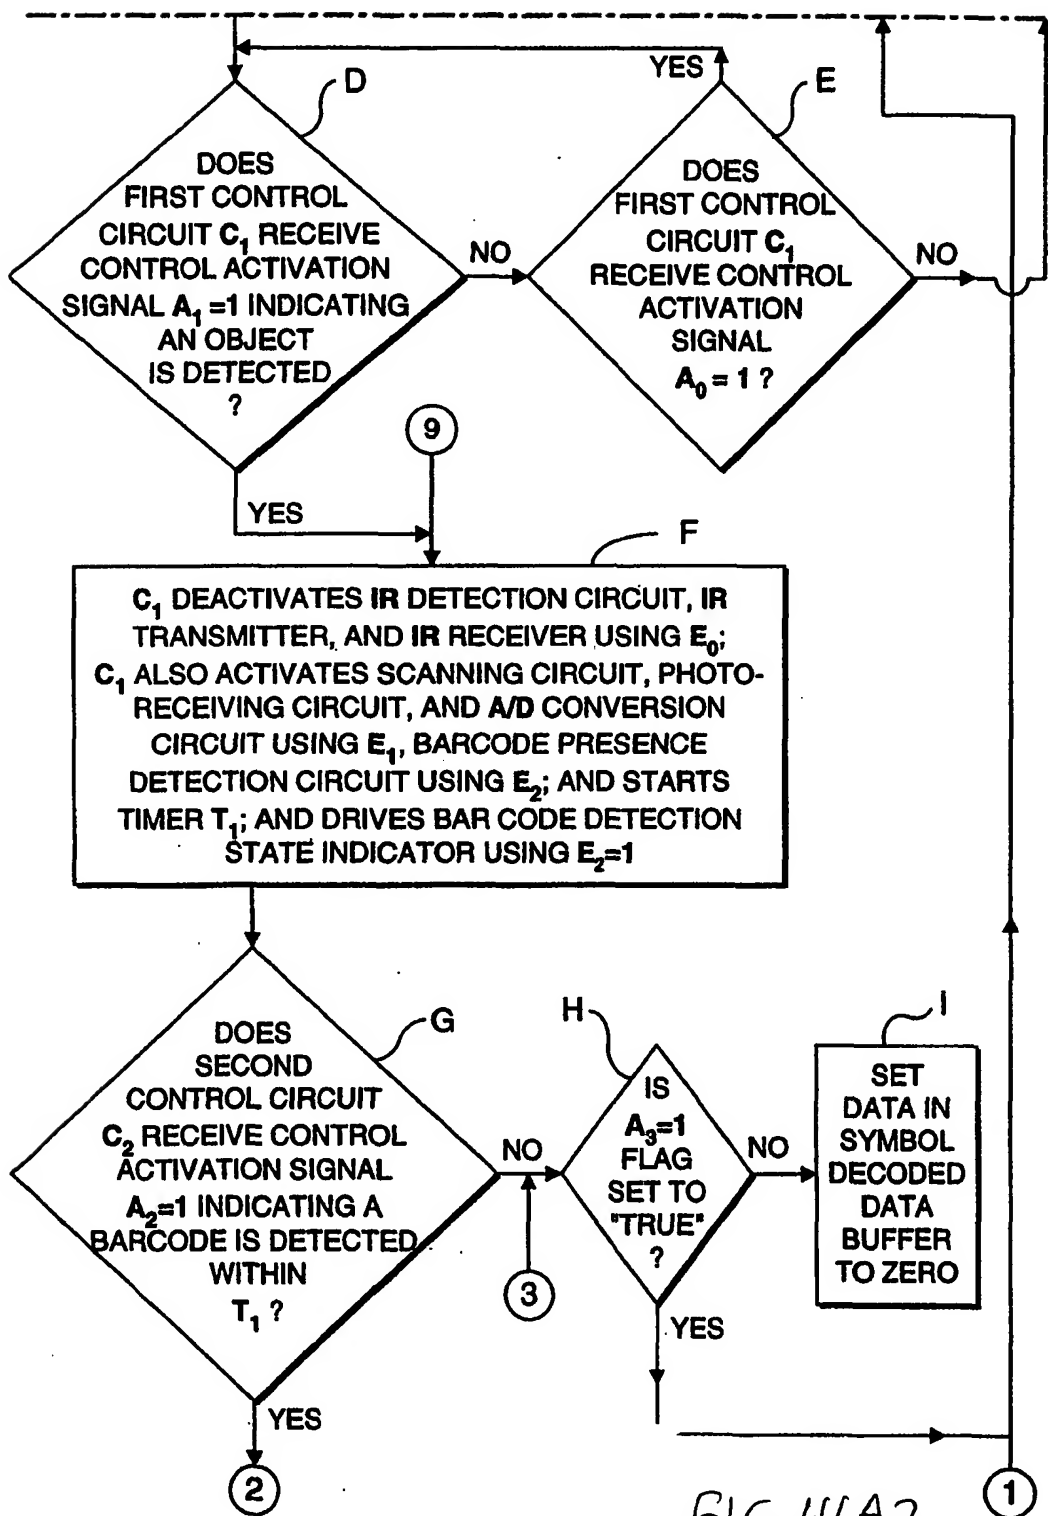 YES
D
E
DOES
FIRST CONTROL
CIRCUIT C₁ RECEIVE
CONTROL ACTIVATION
SIGNAL A₁ =1 INDICATING
AN OBJECT
IS DETECTED
?
NO
DOES
FIRST CONTROL
CIRCUIT C₁
RECEIVE CONTROL
ACTIVATION
SIGNAL
A₀ = 1 ?
NO
9
YES
F
C₁ DEACTIVATES IR DETECTION CIRCUIT, IR
TRANSMITTER, AND IR RECEIVER USING E₀;
C₁ ALSO ACTIVATES SCANNING CIRCUIT, PHOTO-
RECEIVING CIRCUIT, AND A/D CONVERSION
CIRCUIT USING E₁, BARCODE PRESENCE
DETECTION CIRCUIT USING E₂; AND STARTS
TIMER T₁; AND DRIVES BAR CODE DETECTION
STATE INDICATOR USING E₂=1
G
DOES
SECOND
CONTROL CIRCUIT
C₂ RECEIVE CONTROL
ACTIVATION SIGNAL
A₂=1 INDICATING A
BARCODE IS DETECTED
WITHIN
T₁ ?
NO
3
H
IS
A₃=1
FLAG
SET TO
"TRUE"
?
NO
I
SET
DATA IN
SYMBOL
DECODED
DATA
BUFFER
TO ZERO
YES
YES
2
1